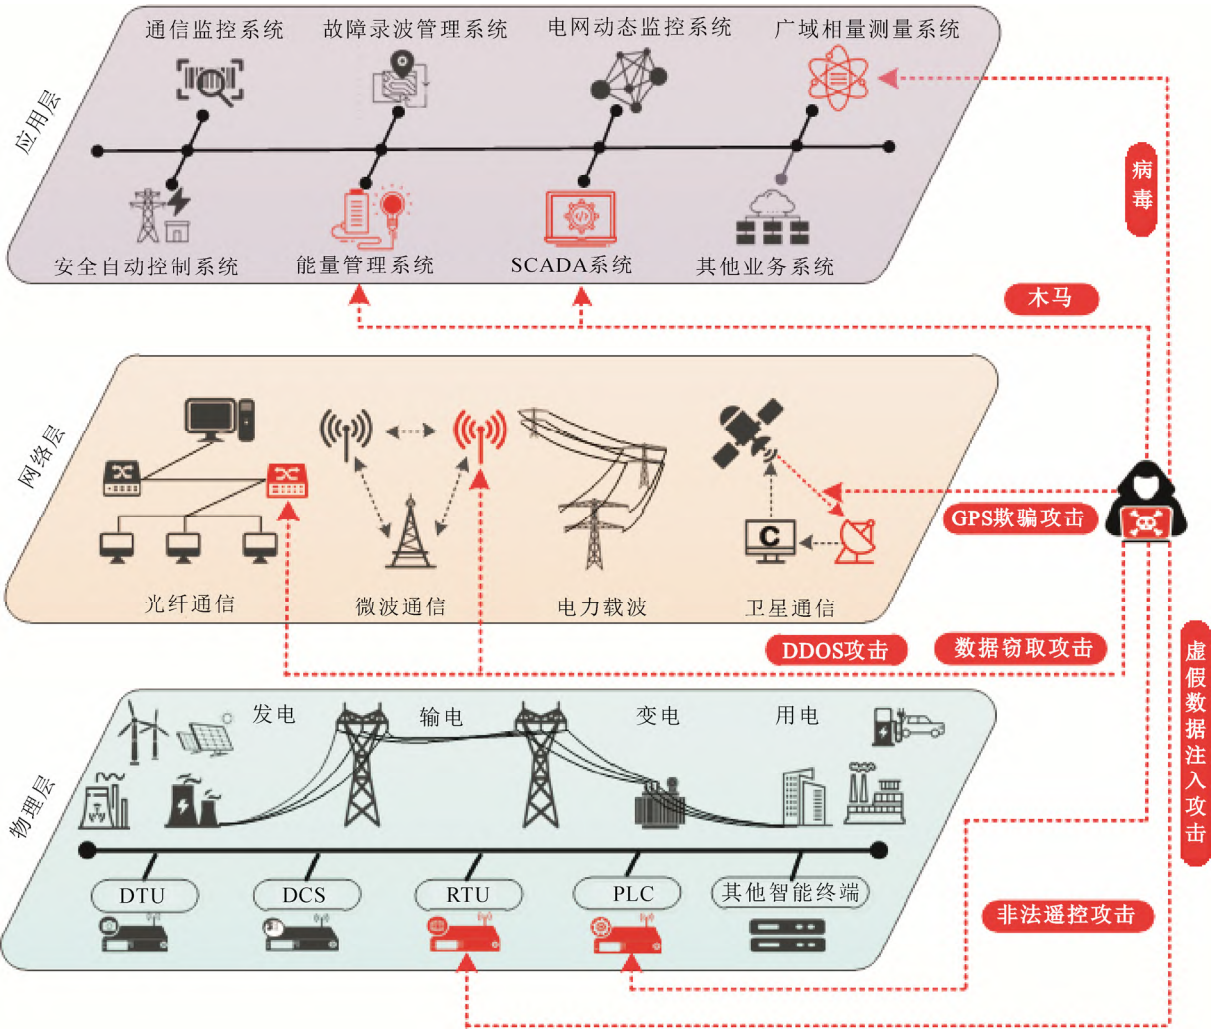 通信监控系统
故障录波管理系统
电网动态监控系统
广域相量测量系统
应用层
安全自动控制系统
能量管理系统
SCADA系统
其他业务系统
病毒
木马
网络层
C
光纤通信
微波通信
电力载波
卫星通信
GPS欺骗攻击
DDOS攻击
数据窃取攻击
虚假数据注入攻击
发电
输电
变电
用电
物理层
DTU
DCS
RTU
PLC
其他智能终端
非法遥控攻击